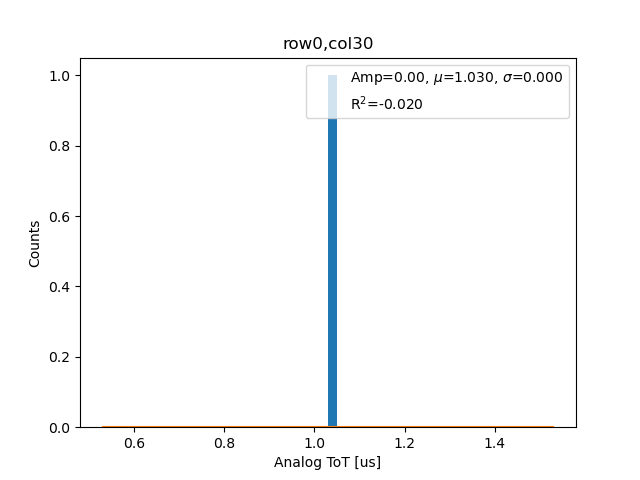 row0,col30
Amp=0.00, μ=1.030, σ=0.000
R²=-0.020
1.0
0.8
0.6
0.4
0.2
0.0
Counts
0.6 0.8 1.0 1.2 1.4
Analog ToT [us]